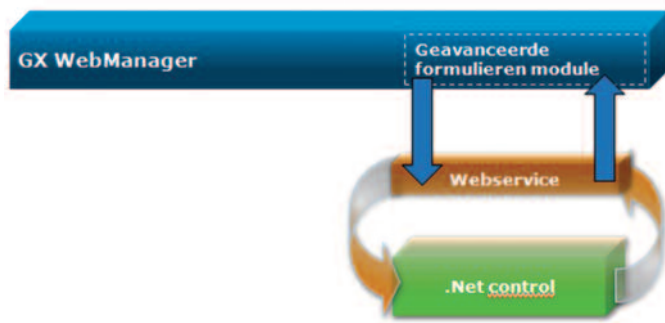 GX WebManager
Geavanceerde
formulieren module
Webservice
.Net control